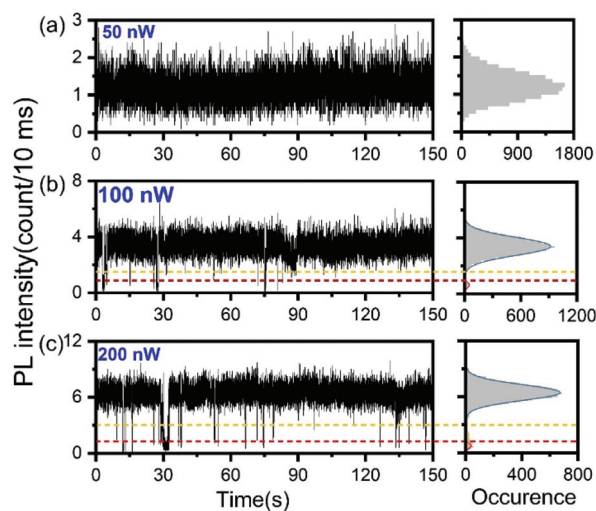 (a)
50 nW
3
2
1
0
0 30 60 90 120 150
0 900 1800
PL intensity(count/10 ms)
(b)
100 nW
8
4
0
0 30 60 90 120 150
0 600 1200
(c)
200 nW
12
6
0
0 30 60 90 120 150
0 400 800
Time(s)
Occurence